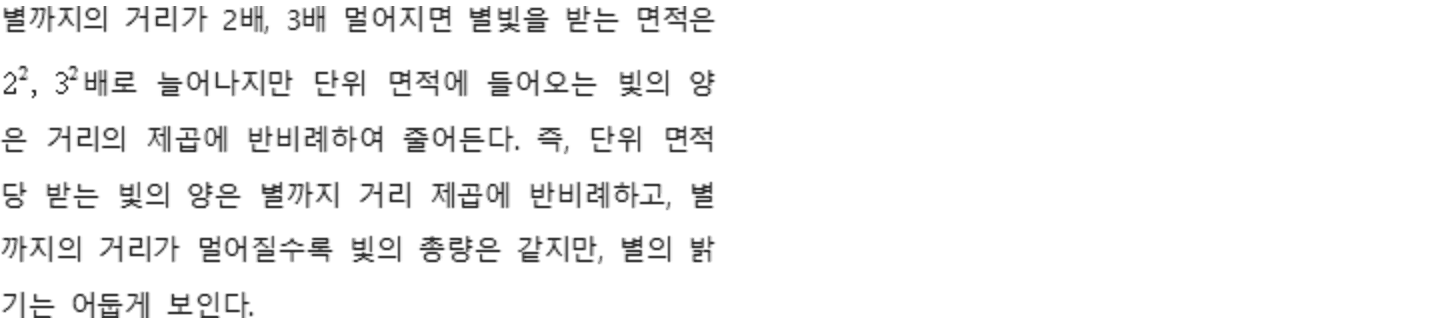 별까지의 거리가 2배, 3배 멀어지면 별빛을 받는 면적은
2², 3²배로 늘어나지만 단위 면적에 들어오는 빛의 양
은 거리의 제곱에 반비례하여 줄어든다. 즉, 단위 면적
당 받는 빛의 양은 별까지 거리 제곱에 반비례하고, 별
까지의 거리가 멀어질수록 빛의 총량은 같지만, 별의 밝
기는 어둡게 보인다.